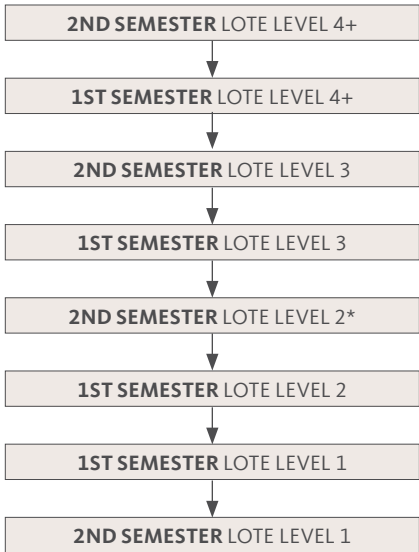 2ND SEMESTER LOTE LEVEL 4+
1ST SEMESTER LOTE LEVEL 4+
2ND SEMESTER LOTE LEVEL 3
1ST SEMESTER LOTE LEVEL 3
2ND SEMESTER LOTE LEVEL 2*
1ST SEMESTER LOTE LEVEL 2
1ST SEMESTER LOTE LEVEL 1
2ND SEMESTER LOTE LEVEL 1